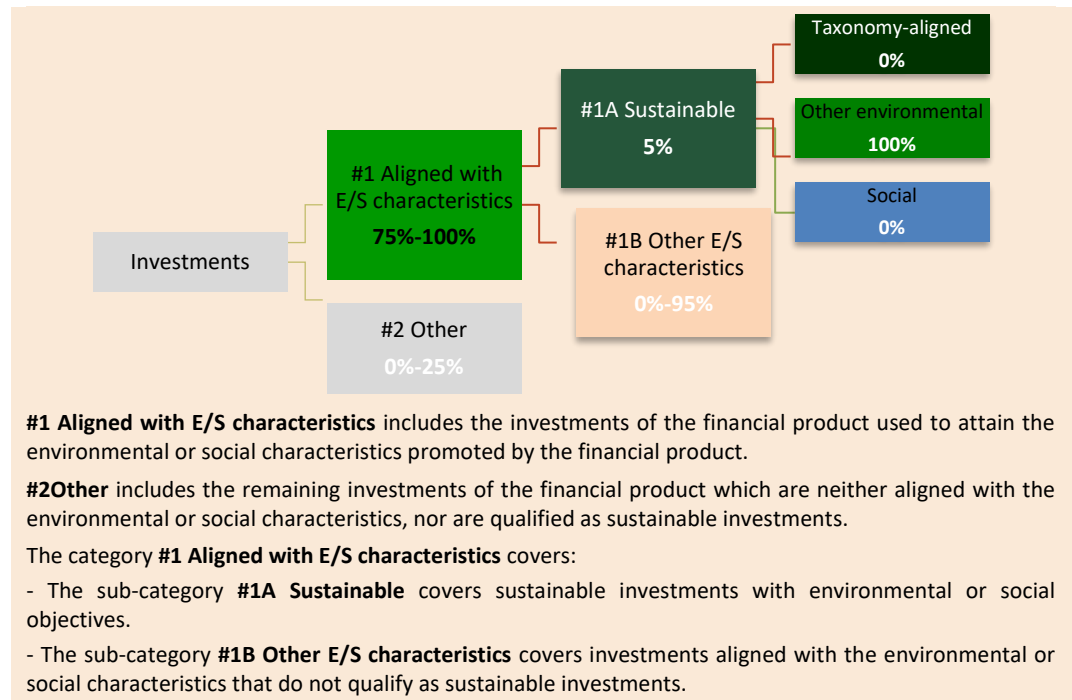 Taxonomy-aligned
0%
#1A Sustainable
5%
Other environmental
100%
#1 Aligned with
E/S characteristics
75%-100%
Social
0%
#1B Other E/S
characteristics
0%-95%
Investments
#2 Other
0%-25%
#1 Aligned with E/S characteristics includes the investments of the financial product used to attain the
environmental or social characteristics promoted by the financial product.
#2Other includes the remaining investments of the financial product which are neither aligned with the
environmental or social characteristics, nor are qualified as sustainable investments.
The category #1 Aligned with E/S characteristics covers:
- The sub-category #1A Sustainable covers sustainable investments with environmental or social
objectives.
- The sub-category #1B Other E/S characteristics covers investments aligned with the environmental or
social characteristics that do not qualify as sustainable investments.